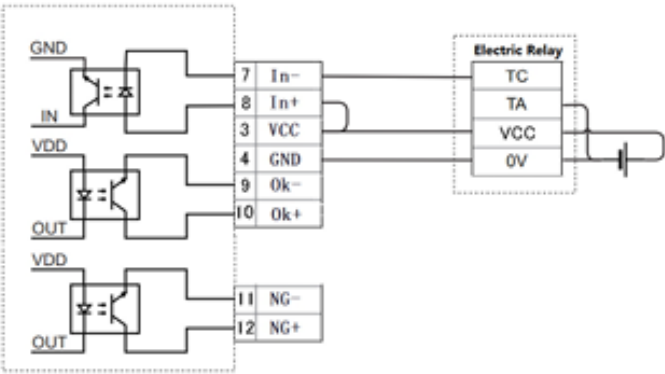 GND
IN
VDD
OUT
VDD
OUT
7 In-
8 In+
3 VCC
4 GND
9 Ok-
10 Ok+
11 NG-
12 NG+
Electric Relay
TC
TA
VCC
0V